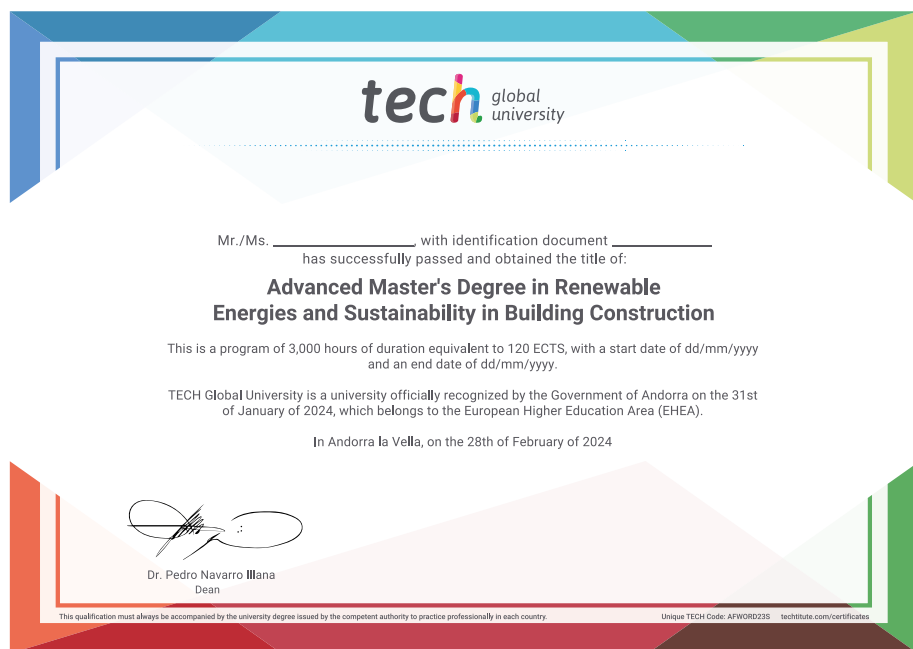 tech global university
Mr./Ms. ______________, with identification document __________
has successfully passed and obtained the title of:
Advanced Master's Degree in Renewable
Energies and Sustainability in Building Construction
This is a program of 3,000 hours of duration equivalent to 120 ECTS, with a start date of dd/mm/yyyy
and an end date of dd/mm/yyyy.
TECH Global University is a university officially recognized by the Government of Andorra on the 31st
of January of 2024, which belongs to the European Higher Education Area (EHEA).
In Andorra la Vella, on the 28th of February of 2024
Dr. Pedro Navarro Illana
Dean
This qualification must always be accompanied by the university degree issued by the competent authority to practice professionally in each country.
Unique TECH Code: AFWORD23S techtitute.com/certificates